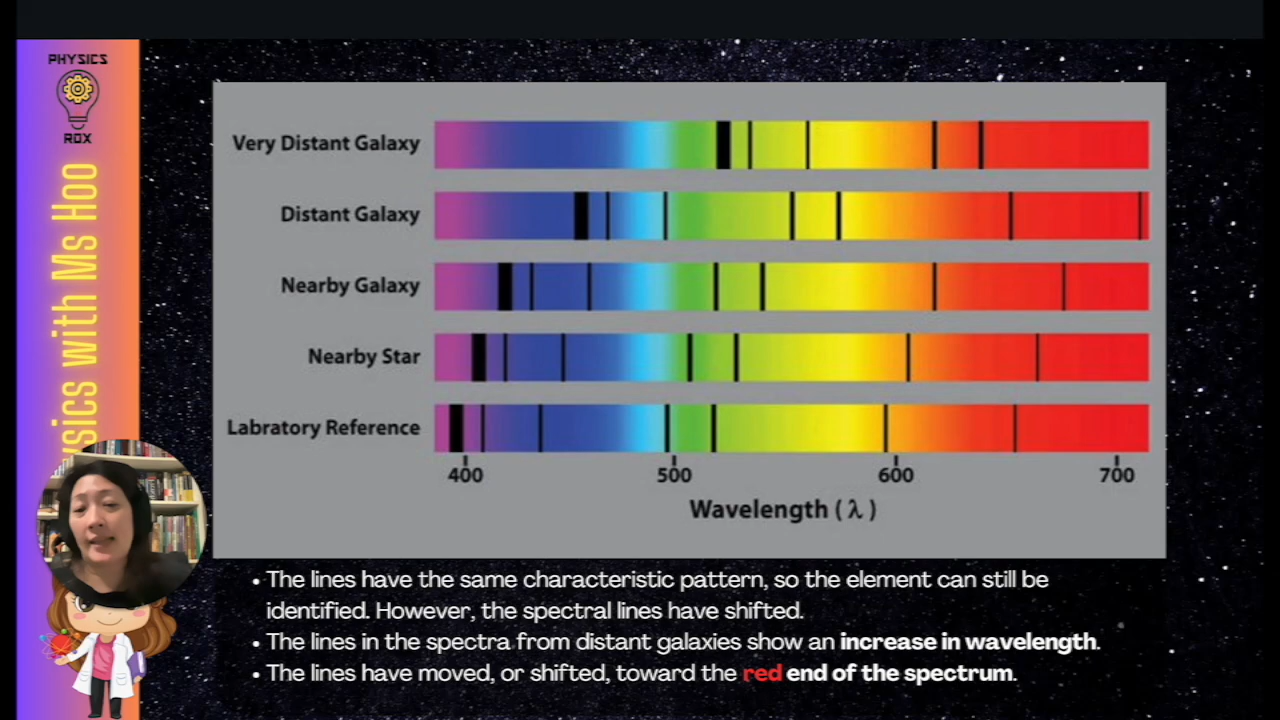 PHYSICS
ROX
sics with Ms Hoo
Very Distant Galaxy
Distant Galaxy
Nearby Galaxy
Nearby Star
Labratory Reference
400 500 600 700
Wavelength ( λ )
• The lines have the same characteristic pattern, so the element can still be
identified. However, the spectral lines have shifted.
• The lines in the spectra from distant galaxies show an increase in wavelength.
• The lines have moved, or shifted, toward the red end of the spectrum.